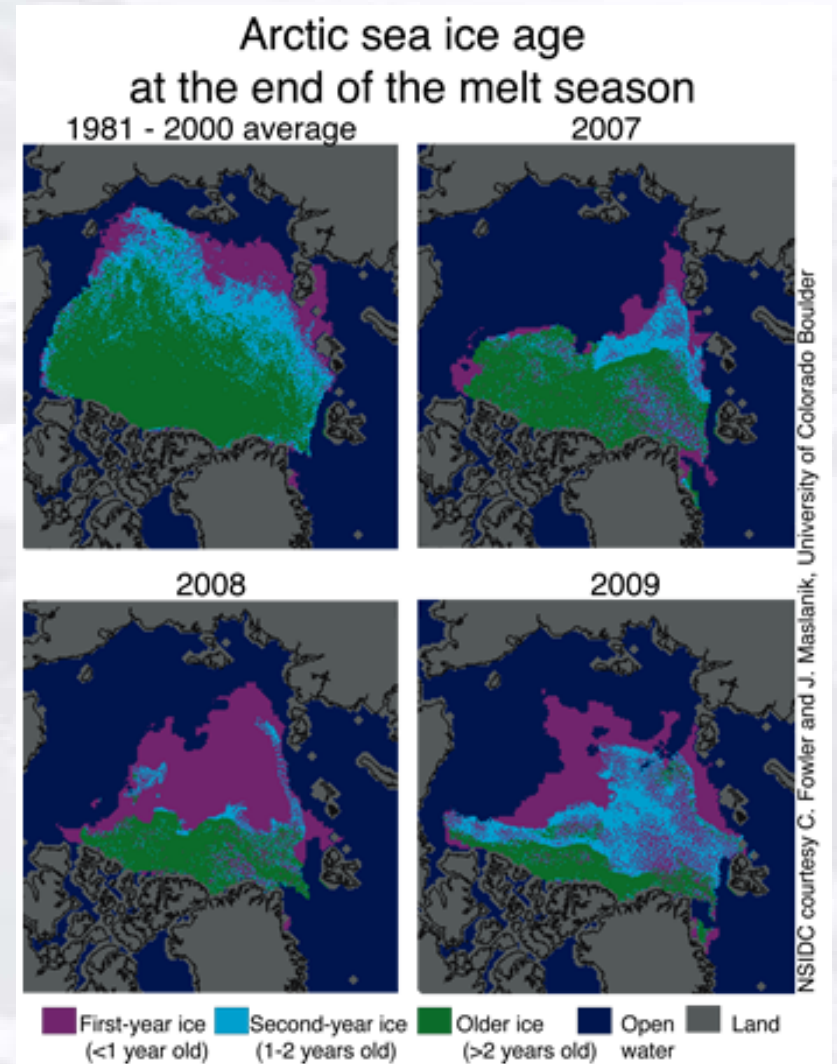 Arctic sea ice age
at the end of the melt season
1981 - 2000 average
2007
2008
2009
NSIDC courtesy C. Fowler and J. Maslanik, University of Colorado Boulder
First-year ice
(<1 year old)
Second-year ice
(1-2 years old)
Older ice
(>2 years old)
Open
water
Land